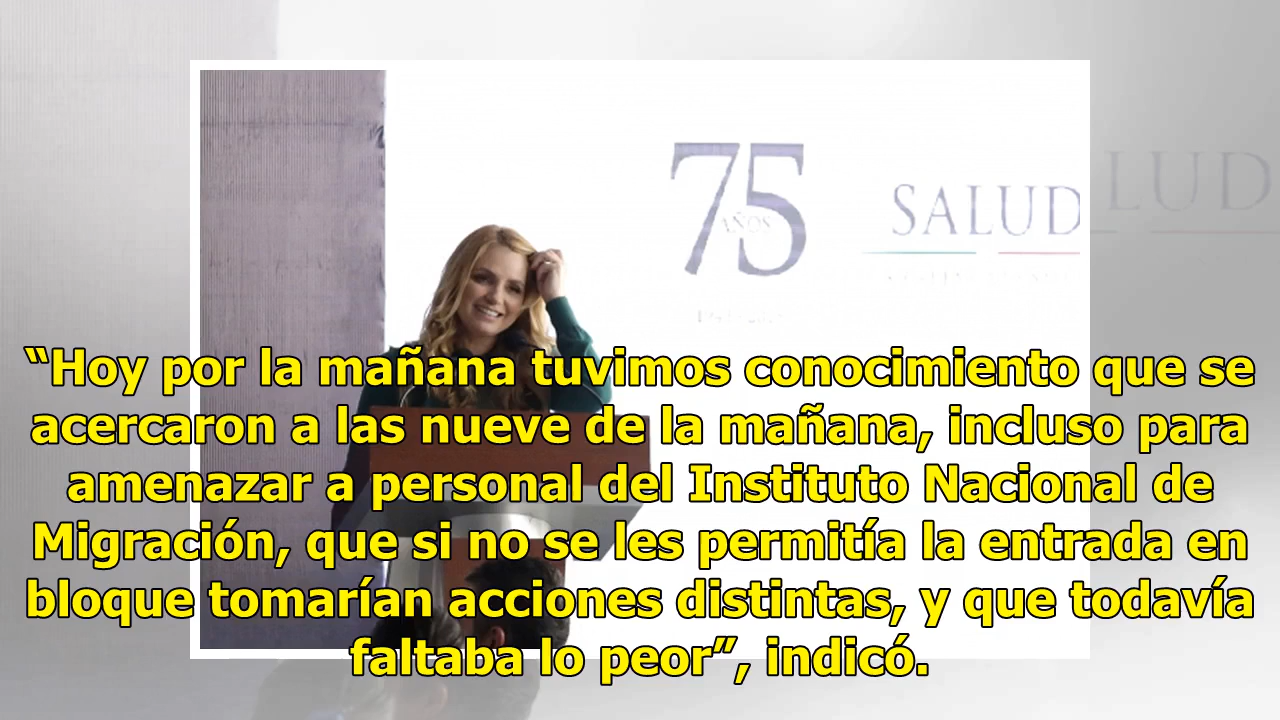 75
AÑOS
SALUD
LUD
“Hoy por la mañana tuvimos conocimiento que se
acercaron a las nueve de la mañana, incluso para
amenazar a personal del Instituto Nacional de
Migración, que si no se les permitía la entrada en
bloque tomarían acciones distintas, y que todavía
faltaba lo peor”, indicó.